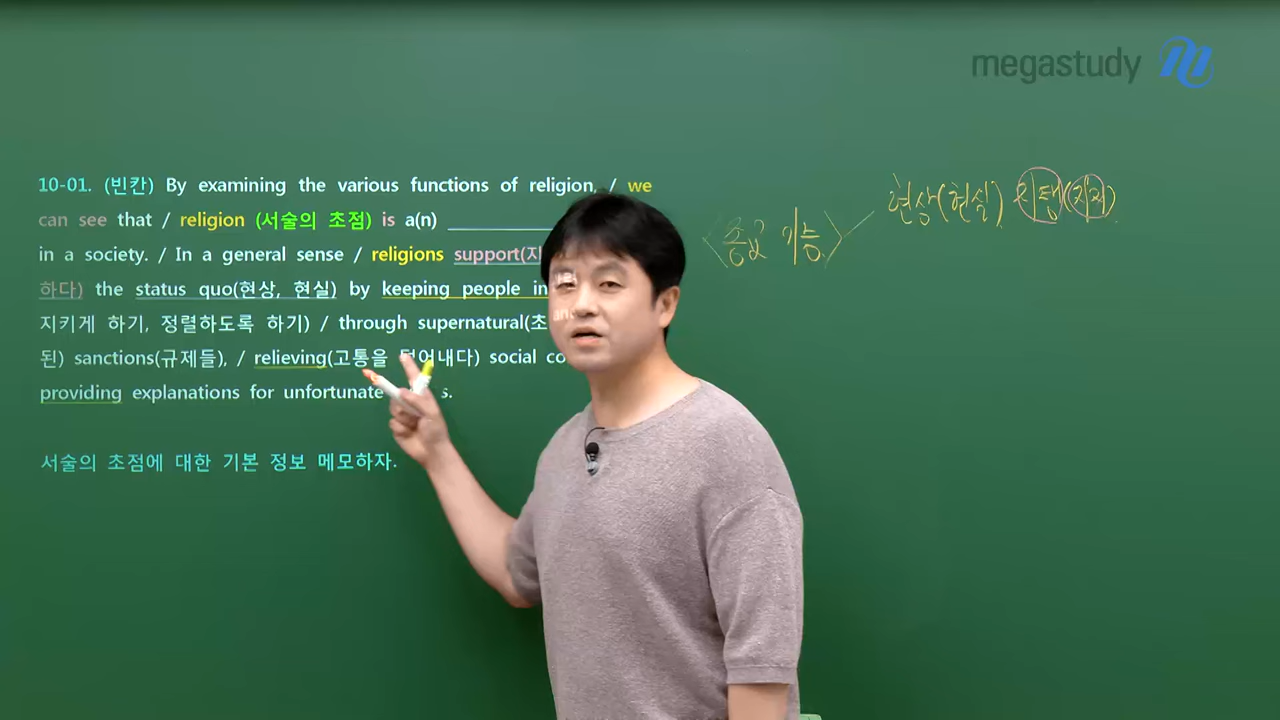 megastudy
10-01. (빈칸) By examining the various functions of religion, / we
can see that / religion (서술의 초점) is a(n)
in a society. / In a general sense / religions support(지
하다) the status quo(현상, 현실) by keeping people in
지키게 하기, 정렬하도록 하기) / through supernatural(초
된) sanctions(규제들), / relieving(고통을 덜어내다) social co
providing explanations for unfortunate s.
서술의 초점에 대한 기본 정보 메모하자.
<종교 기능>
현상(현실) 지탱(지지)